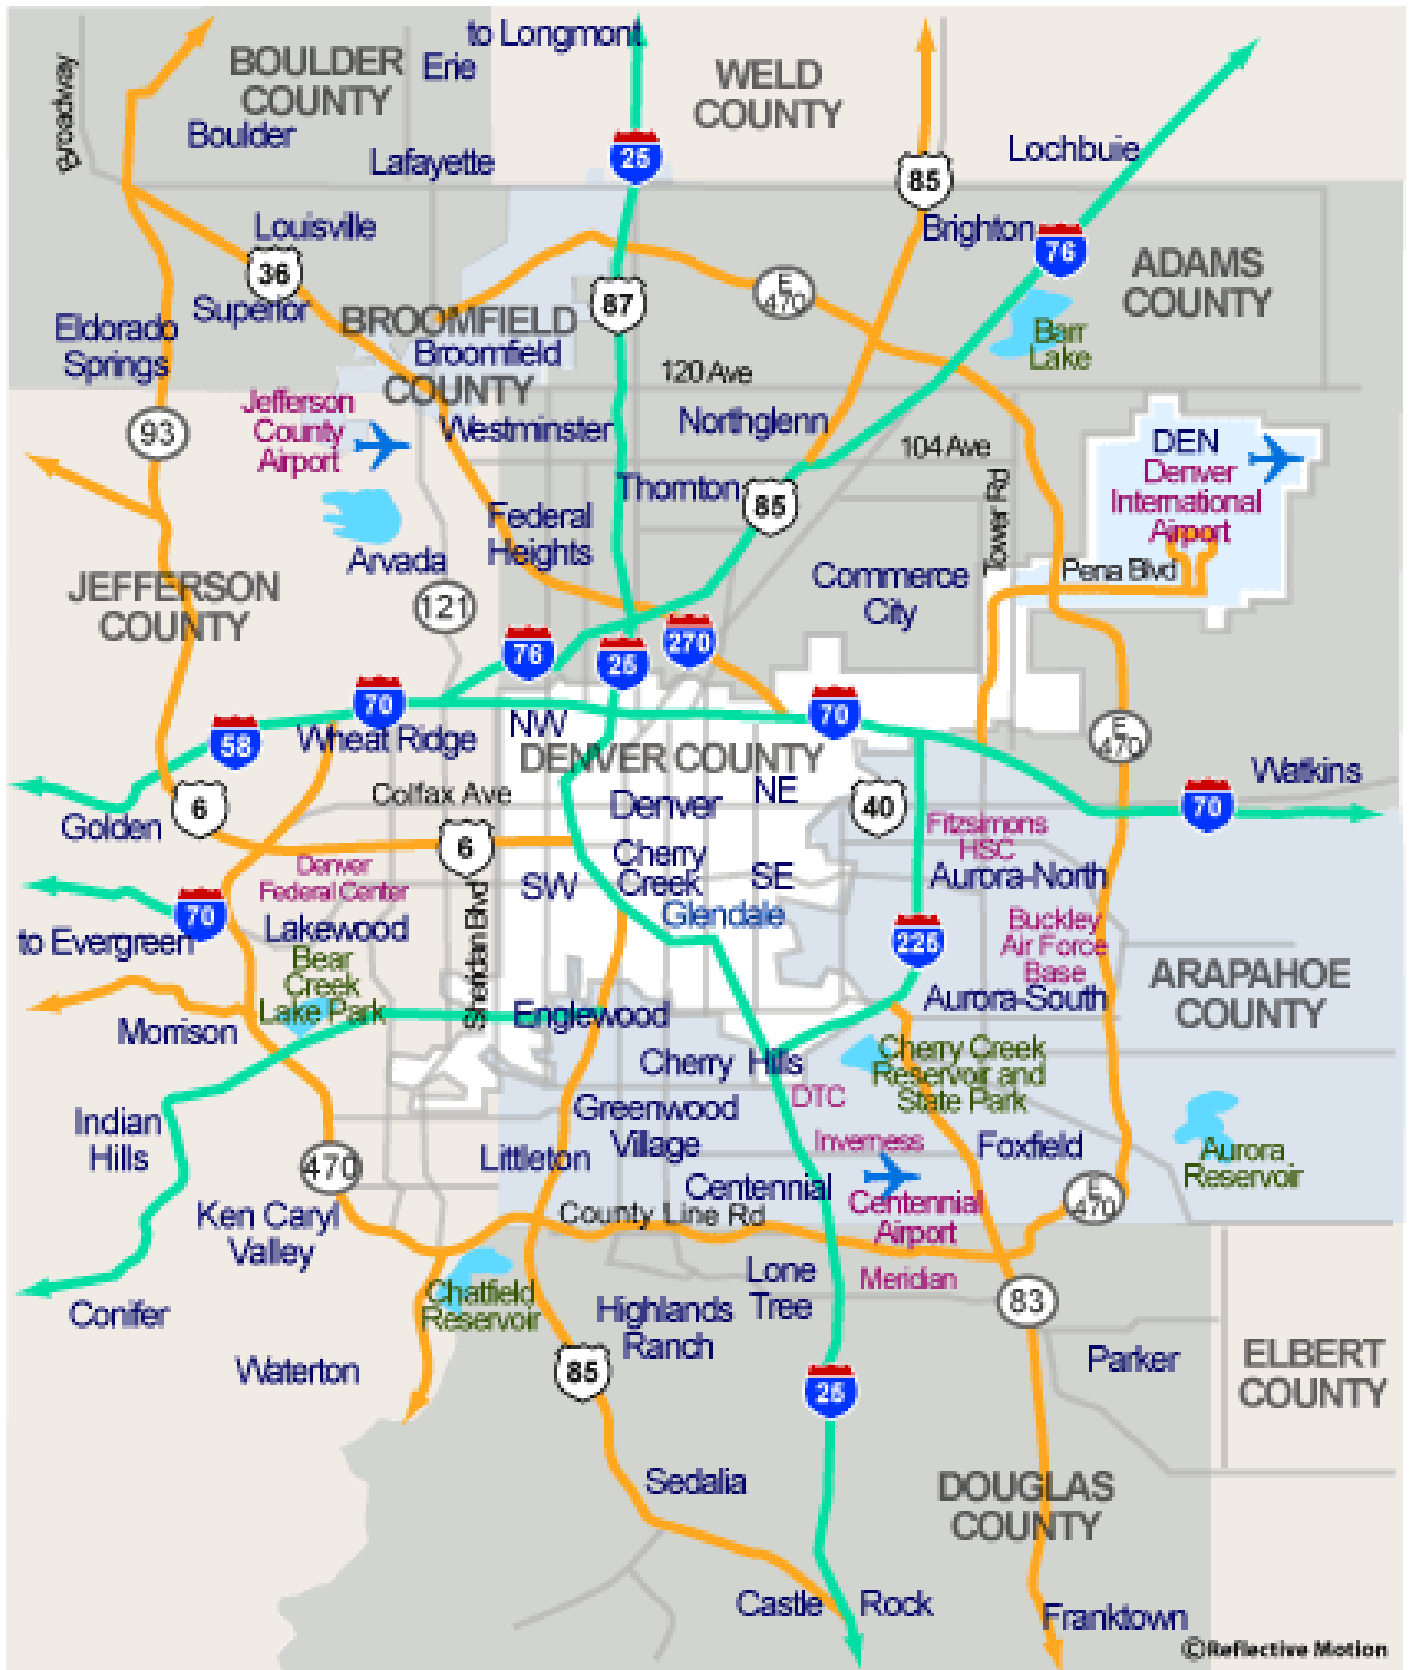 to Longmont
BOULDER
COUNTY
Erie
WELD
COUNTY
Broadway
Boulder
Lafayette
25
Lochbuie
85
Louisville
Brighton
76
36
ADAMS
COUNTY
E
470
87
Superior
Eldorado
Springs
BROOMFIELD
Broomfield
COUNTY
Barr
Lake
120 Ave
Jefferson
County
Airport
Westminster
Northglenn
93
104 Ave
DEN
Denver
International
Airport
Thornton
85
Tower Rd
Federal
Heights
Arvada
Pena Blvd
Commerce
City
JEFFERSON
COUNTY
121
270
76
25
70
70
58
NW
Wheat Ridge
DENVER COUNTY
E
470
Watkins
Colfax Ave
NE
Denver
6
40
70
Golden
Fitzsimons
HSC
6
Cherry
Creek
Denver
Federal Center
SW
SE
Aurora-North
Glendale
70
to Evergreen
Lakewood
Sheridan Blvd
225
Buckley
Air Force
Base
Bear
Creek
Lake Park
ARAPAHOE
COUNTY
Aurora-South
Englewood
Morrison
Cherry Hills
Cherry Creek
Reservoir and
State Park
DTC
Greenwood
Village
Indian
Hills
Inverness
Foxfield
Littleton
470
Aurora
Reservoir
Centennial
Centennial
Airport
E
470
Ken Caryl
Valley
County Line Rd
Lone
Tree
Meridian
Chatfield
Reservoir
Conifer
Highlands
Ranch
83
Waterton
85
25
Parker
ELBERT
COUNTY
Sedalia
DOUGLAS
COUNTY
Castle Rock
Franktown
©Reflective Motion